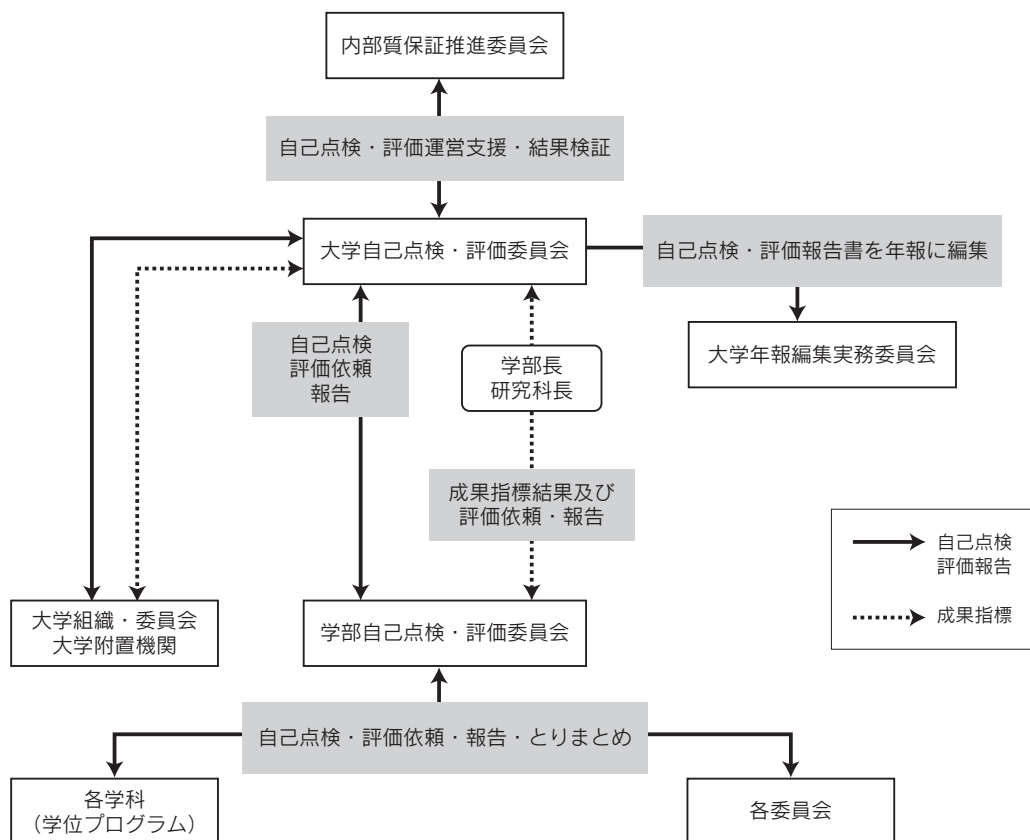 内部質保証推進委員会
自己点検・評価運営支援・結果検証
大学自己点検・評価委員会
自己点検・評価報告書を年報に編集
自己点検
評価依頼
報告
学部長
研究科長
大学年報編集実務委員会
成果指標結果及び
評価依頼・報告
自己点検
評価報告
成果指標
大学組織・委員会
大学附置機関
学部自己点検・評価委員会
自己点検・評価依頼・報告・とりまとめ
各学科
（学位プログラム）
各委員会